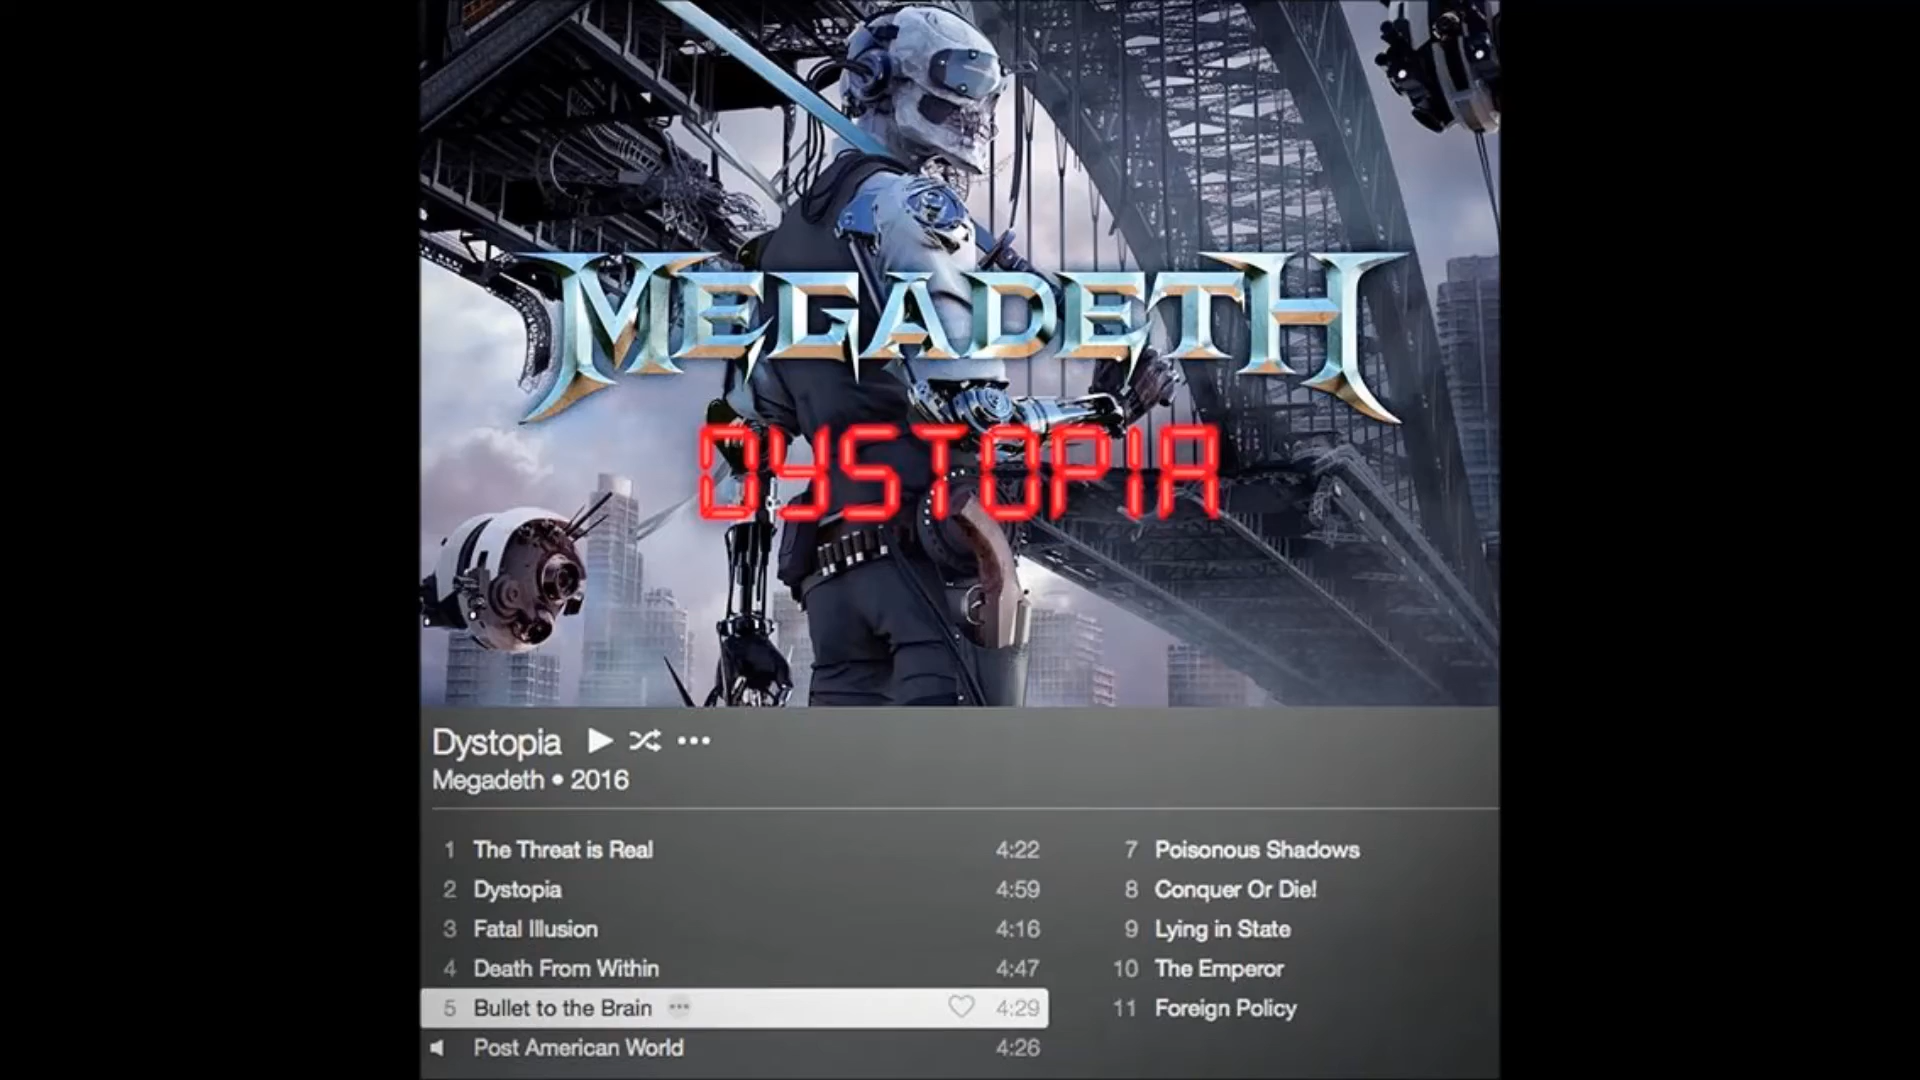 MEGADETH
DYSTOPIA
Dystopia
Megadeth • 2016
1 The Threat is Real 4:22
2 Dystopia 4:59
3 Fatal Illusion 4:16
4 Death From Within 4:47
5 Bullet to the Brain ••• 4:29
Post American World 4:26
7 Poisonous Shadows
8 Conquer Or Die!
9 Lying in State
10 The Emperor
11 Foreign Policy